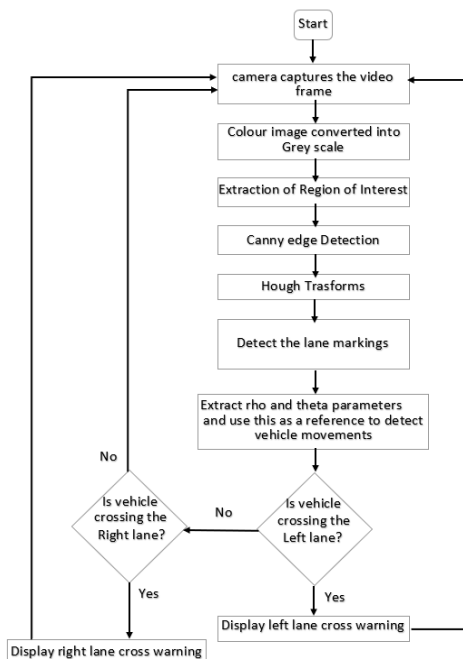 Start
camera captures the video
frame
Colour image converted into
Grey scale
Extraction of Region of Interest
Canny edge Detection
Hough Trasforms
Detect the lane markings
Extract rho and theta parameters
and use this as a reference to detect
vehicle movements
No
Is vehicle
crossing the
Right lane?
No
Is vehicle
crossing the
Left lane?
Yes
Yes
Display left lane cross warning
Display right lane cross warning